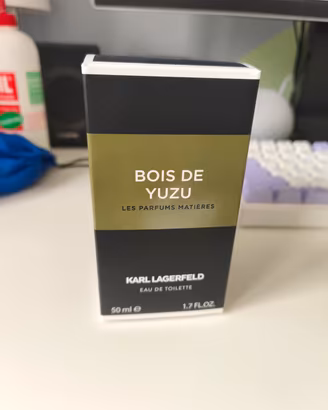 BOIS DE
YUZU
LES PARFUMS MATIERES
KARL LAGERFELD
EAU DE TOILETTE
50 ml ℮ 1.7 FL.OZ.